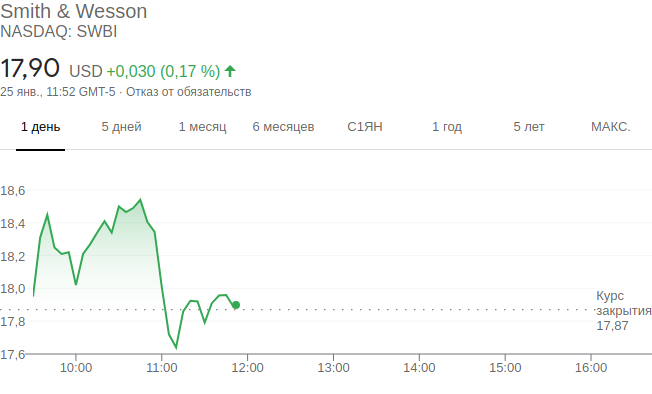 Smith & Wesson
NASDAQ: SWBI
17,90 USD +0,030 (0,17 %)
25 янв., 11:52 GMT-5 · Отказ от обязательств
1 день 5 дней 1 месяц 6 месяцев С1ЯН 1 год 5 лет МАКС.
18,6
18,4
18,2
18,0
Курс
закрытия
17,87
17,8
17,6
10:00 11:00 12:00 13:00 14:00 15:00 16:00